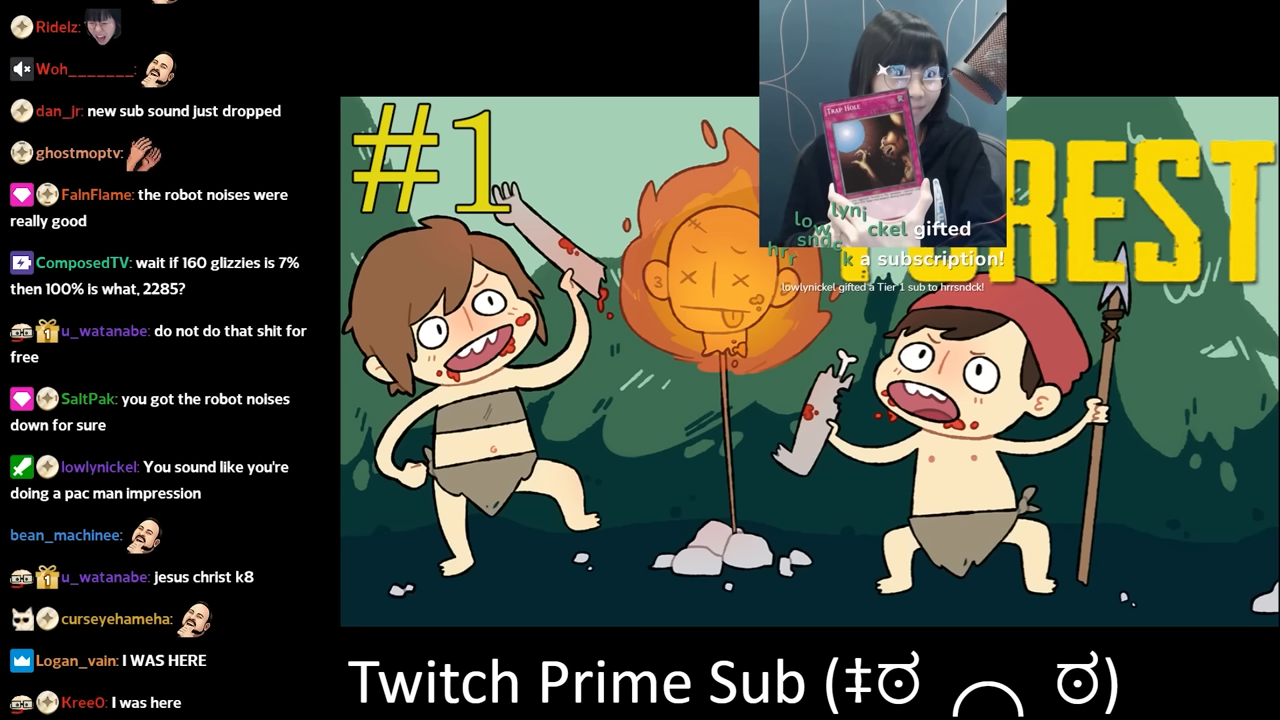 Ridelz:
Woh_______:
dan_jr: new sub sound just dropped
ghostmoptv:
FalnFlame: the robot noises were
really good
ComposedTV: wait if 160 glizzies is 7%
then 100% is what, 2285?
u_watanabe: do not do that shit for
free
SaltPak: you got the robot noises
down for sure
lowlynickel: You sound like you're
doing a pac man impression
bean_machinee:
u_watanabe: Jesus christ k8
curseyehameha:
Logan_vain: I WAS HERE
KreeO: I was here
#1
REST
TRAP HOLE
lowlynickel gifted
hrrsndck a subscription!
lowlynickel gifted a Tier 1 sub to hrrsndck!
Twitch Prime Sub (‡ಠ ⁀ ಠ)